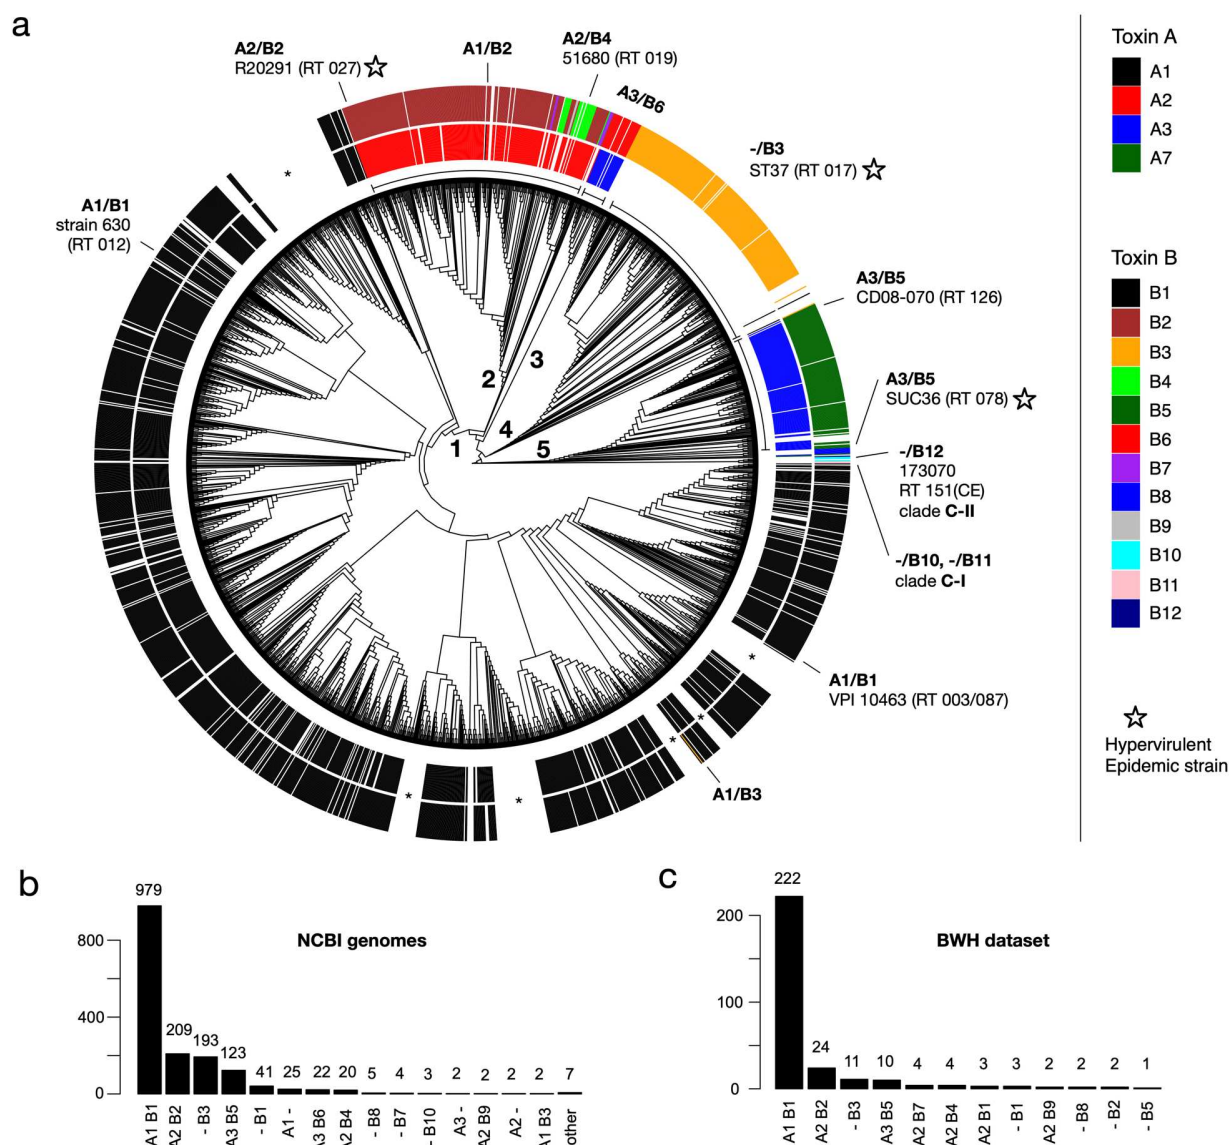 a
A2/B2
R20291 (RT 027)
A1/B2
A2/B4
51680 (RT 019)
A3/B6
-/B3
ST37 (RT 017)
A1/B1
strain 630
(RT 012)
*
A3/B5
CD08-070 (RT 126)
A3/B5
SUC36 (RT 078)
-/B12
173070
RT 151(CE)
clade C-II
-/B10, -/B11
clade C-I
A1/B1
VPI 10463 (RT 003/087)
A1/B3
*
*
*
*
*
1
2
3
4
5
Toxin A
A1
A2
A3
A7
Toxin B
B1
B2
B3
B4
B5
B6
B7
B8
B9
B10
B11
B12
Hypervirulent
Epidemic strain
b
NCBI genomes
800
400
0
979
209
193
123
41
25
22
20
5
4
3
2
2
2
2
7
A1 B1
A2 B2
- B3
A3 B5
- B1
A1 -
A3 B6
A2 B4
- B8
- B7
- B10
A3 -
A2 B9
A2 -
A1 B3
other
c
BWH dataset
200
100
0
222
24
11
10
4
4
3
3
2
2
2
1
A1 B1
A2 B2
- B3
A3 B5
A2 B7
A2 B4
A2 B1
- B1
A2 B9
- B8
- B2
- B5